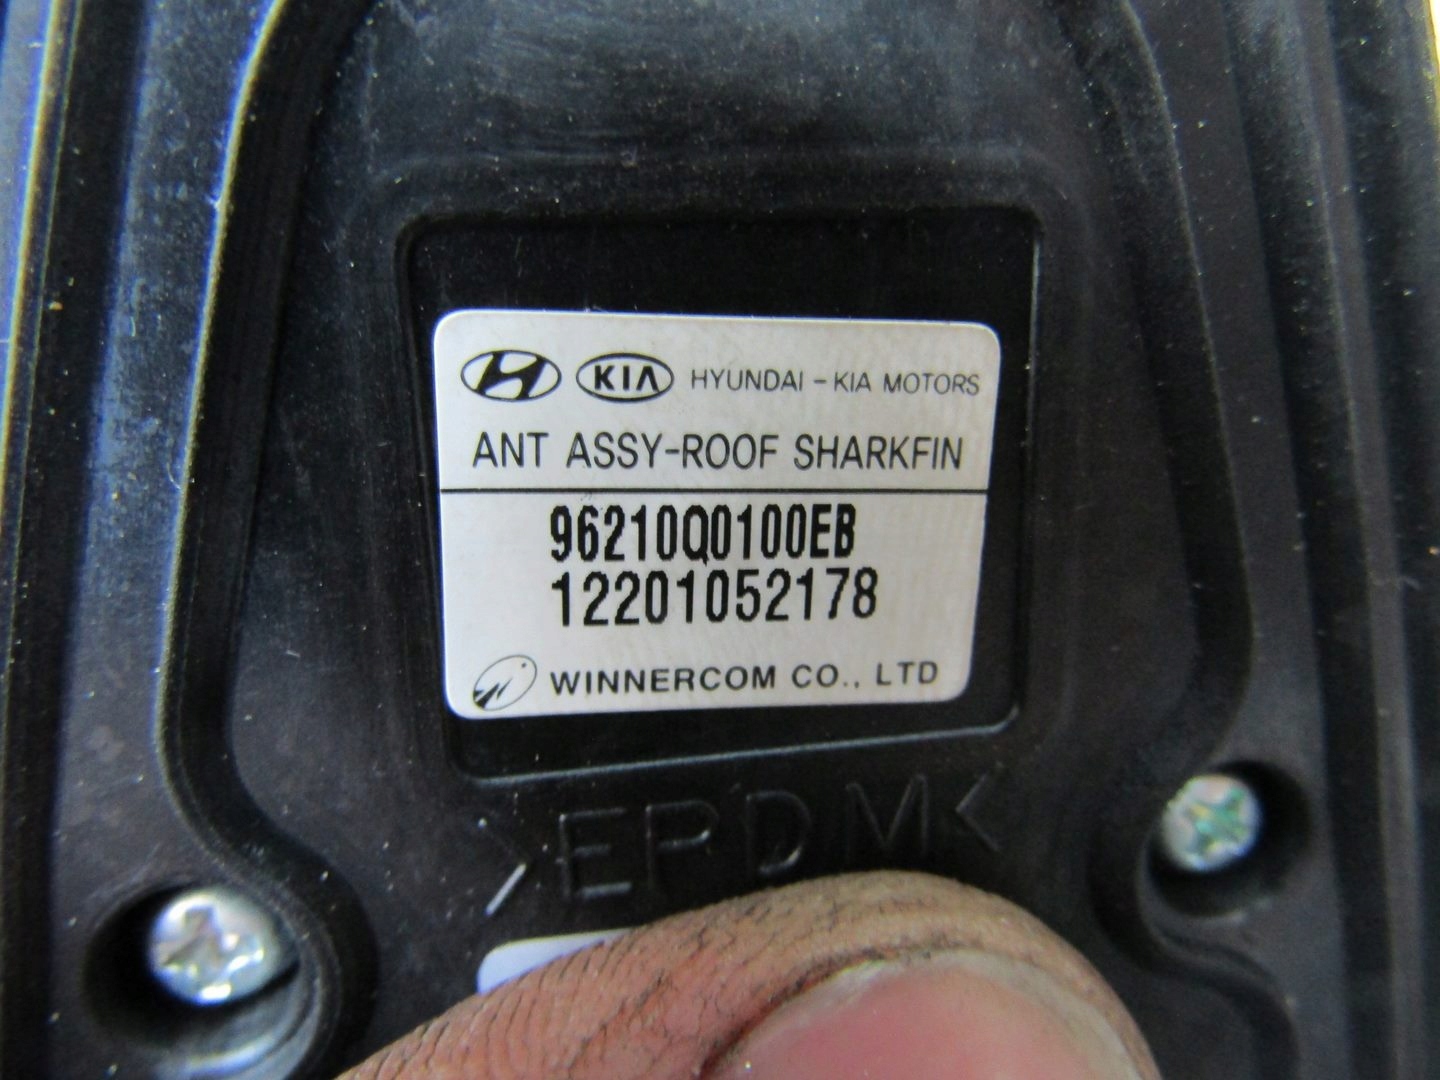 KIA HYUNDAI - KIA MOTORS
ANT ASSY-ROOF SHARKFIN
96210Q0100EB
12201052178
WINNERCOM CO., LTD
>EPDM<